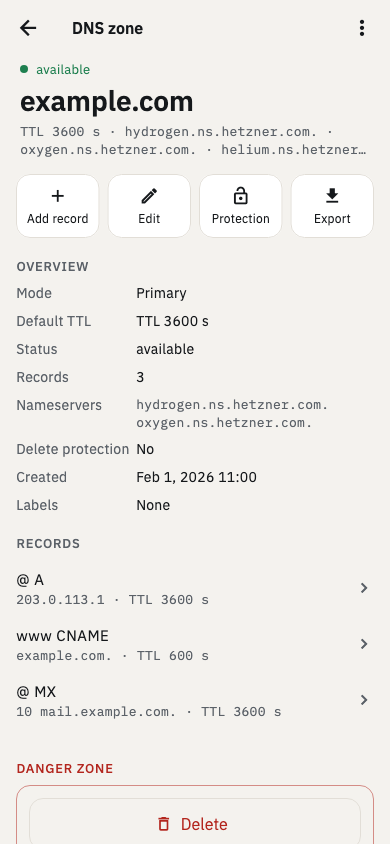 DNS zone
available
example.com
TTL 3600 s · hydrogen.ns.hetzner.com. ·
oxygen.ns.hetzner.com. · helium.ns.hetzner…
Add record
Edit
Protection
Export
OVERVIEW
Mode Primary
Default TTL TTL 3600 s
Status available
Records 3
Nameservers hydrogen.ns.hetzner.com.
oxygen.ns.hetzner.com.
Delete protection No
Created Feb 1, 2026 11:00
Labels None
RECORDS
@ A
203.0.113.1 · TTL 3600 s
www CNAME
example.com. · TTL 600 s
@ MX
10 mail.example.com. · TTL 3600 s
DANGER ZONE
Delete